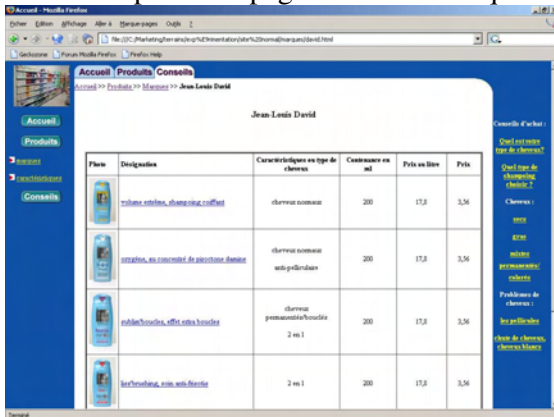 Accueil - Mozilla Firefox
Fichier Edition Affichage Aller à Marque-pages Outils ?
Geckozone Forum Mozilla Firefox Firefox Help
Accueil Produits Conseils
Accueil >> Produits >> Marques >> Jean-Louis David
Accueil
Produits
marques
caractéristiques
Conseils
Jean-Louis David
Photo Désignation Caractéristiques ou type de cheveux Contenance en ml Prix au litre Prix
volume extrême, shampoing coiffant cheveux normaux 200 17,8 3,56
oxygène, au concentré de piroctone olamine cheveux normaux
anti-pelliculaire 200 17,8 3,56
cheveux permanentés/bouclés
2 en 1 200 17,8 3,56
2 en 1 200 17,8 3,56
Conseils d'achat :
Quel est votre
type de cheveux?
Quel type de
shampoing
choisir ?
Cheveux :
secs
gras
mixtes
permanentés/
colorés
Problèmes de
cheveux :
les pellicules
chute de cheveux,
cheveux blancs
Terminé